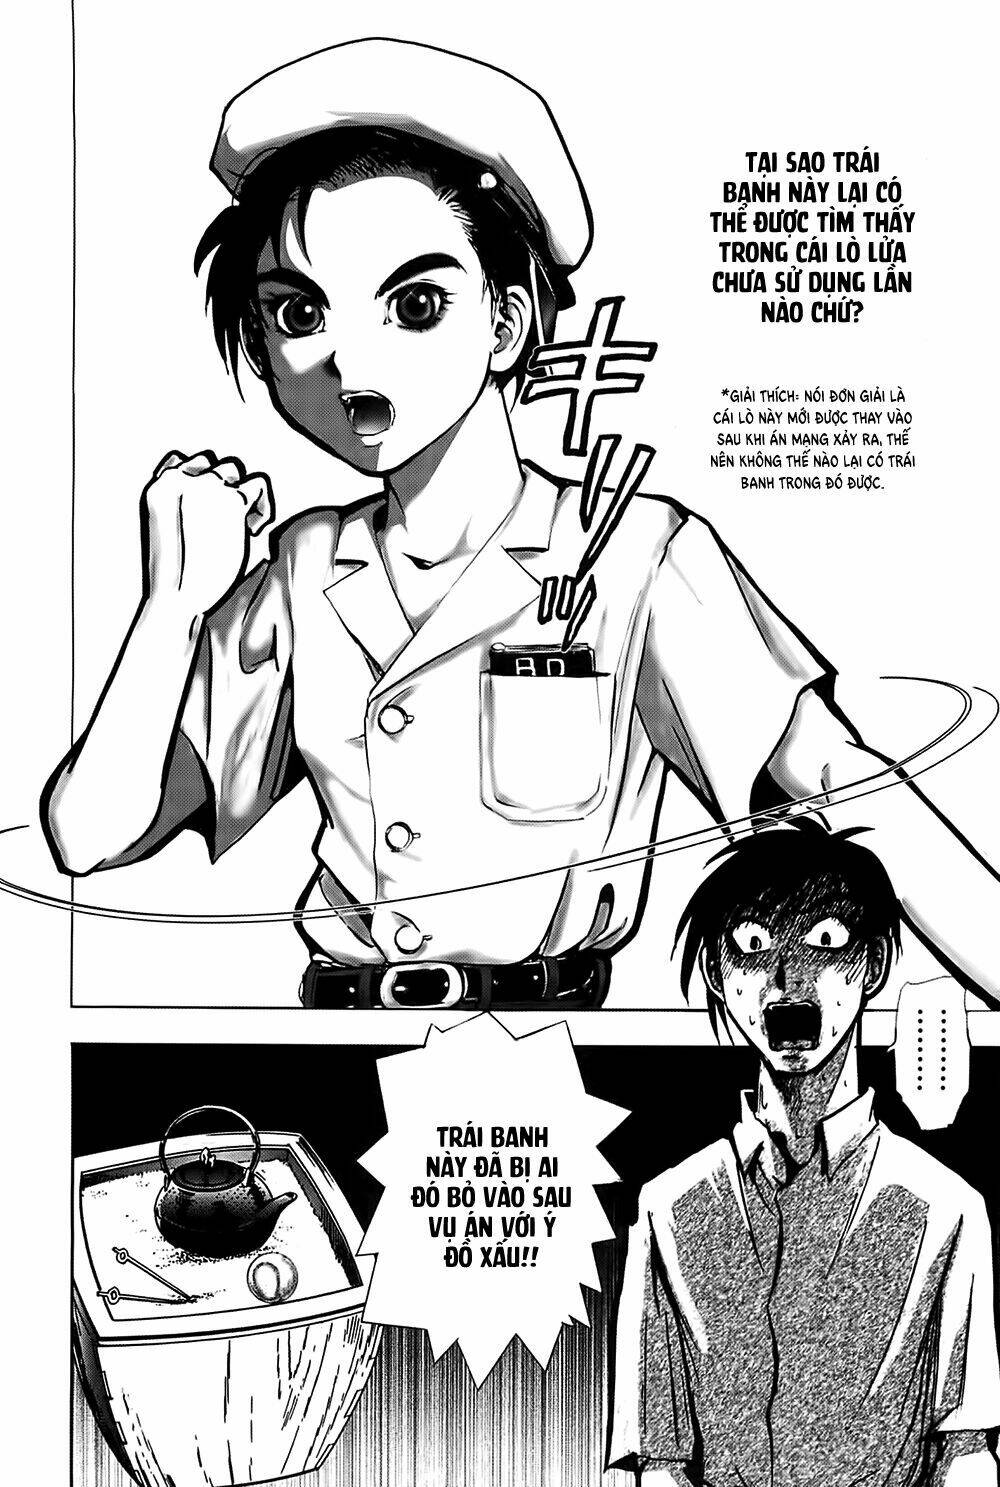 TẠI SAO TRÁI
BANH NÀY LẠI CÓ
THỂ ĐƯỢC TÌM THẤY
TRONG CÁI LÒ LỬA
CHƯA SỬ DỤNG LẦN
NÀO CHỨ?
*GIẢI THÍCH: NÓI ĐƠN GIẢI LÀ
CÁI LÒ NÀY MỚI ĐƯỢC THAY VÀO
SAU KHI ÁN MẠNG XẢY RA, THẾ
NÊN KHÔNG THỂ NÀO LẠI CÓ TRÁI
BANH TRONG ĐÓ ĐƯỢC.
キッ
BD
TRÁI BANH
NÀY ĐÃ BỊ AI
ĐÓ BỎ VÀO SAU
VỤ ÁN VỚI Ý
ĐỒ XẤU!!